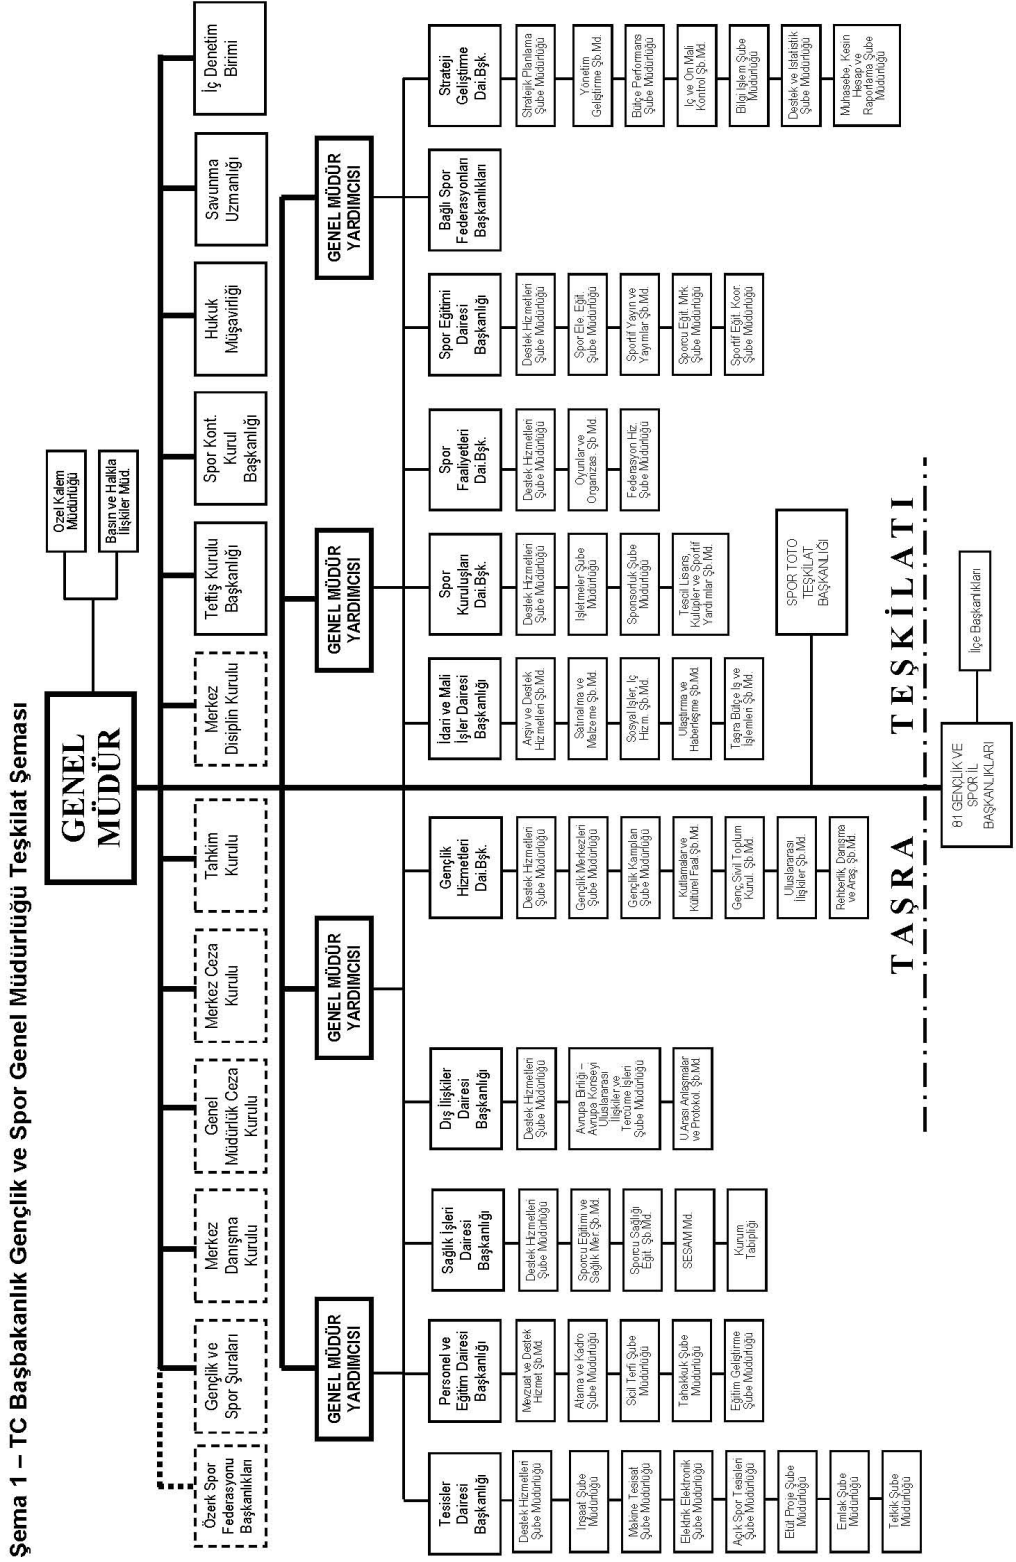 Şema 1 – TC Başbakanlık Gençlik ve Spor Genel Müdürlüğü Teşkilat Şeması
GENEL
MÜDÜR
Özel Kalem
Müdürlüğü
Basın ve Halkla
İlişkiler Müd.
Özerk Spor
Federasyonu
Başkanlıkları
Gençlik ve
Spor Şuraları
Merkez
Danışma
Kurulu
Genel
Müdürlük Ceza
Kurulu
Merkez Ceza
Kurulu
Tahkim
Kurulu
Merkez
Disiplin Kurulu
Teftiş Kurulu
Başkanlığı
Spor Kont.
Kurul
Başkanlığı
Hukuk
Müşavirliği
Savunma
Uzmanlığı
İç Denetim
Birimi
GENEL MÜDÜR
YARDIMCISI
GENEL MÜDÜR
YARDIMCISI
GENEL MÜDÜR
YARDIMCISI
GENEL MÜDÜR
YARDIMCISI
Tesisler
Dairesi
Başkanlığı
Destek Hizmetleri
Şube Müdürlüğü
İnşaat Şube
Müdürlüğü
Makine Tesisat
Şube Müdürlüğü
Elektrik Elektronik
Şube Müdürlüğü
Açık Spor Tesisleri
Şube Müdürlüğü
Etüt Proje Şube
Müdürlüğü
Emlak Şube
Müdürlüğü
Tetkik Şube
Müdürlüğü
Personel ve
Eğitim Dairesi
Başkanlığı
Mevzuat ve Destek
Hizmet Şb.Md.
Atama ve Kadro
Şube Müdürlüğü
Sicil Terfi Şube
Müdürlüğü
Tahakkuk Şube
Müdürlüğü
Eğitim Geliştirme
Şube Müdürlüğü
Sağlık İşleri
Dairesi
Başkanlığı
Destek Hizmetleri
Şube Müdürlüğü
Sporcu Eğitimi ve
Sağlık Mer.Şb.Md.
Sporcu Sağlığı
Eğit. Şb.Md.
SESAM Md.
Kurum
Tabipliği
Dış İlişkiler
Dairesi
Başkanlığı
Destek Hizmetleri
Şube Müdürlüğü
Avrupa Birliği –
Avrupa Konseyi
Uluslararası
İlişkiler ve
Tercüme İşleri
Şube Müdürlüğü
U.Arası Anlaşmalar
ve Protokol Şb.Md
Gençlik
Hizmetleri
Dai.Bşk.
Destek Hizmetleri
Şube Müdürlüğü
Gençlik Merkezleri
Şube Müdürlüğü
Gençlik Kampları
Şube Müdürlüğü
Kutlamalar ve
Kültürel Faal.Şb.Md.
Genç,Sivil Toplum
Kurul. Şb.Md.
Uluslararası
İlişkiler Şb.Md.
Rehberlik, Danışma
ve Araş. Şb.Md.
İdari ve Mali
İşler Dairesi
Başkanlığı
Arşiv ve Destek
Hizmetleri Şb.Md.
Satınalma ve
Malzeme Şb.Md.
Sosyal İşler, İç
Hizm. Şb.Md.
Ulaştırma ve
Haberleşme Şb.Md.
Taşra Bütçe İş ve
İşlemleri Şb.Md.
Spor
Kuruluşları
Dai.Bşk.
Destek Hizmetleri
Şube Müdürlüğü
İşletmeler Şube
Müdürlüğü
Sponsorluk Şube
Müdürlüğü
Tescil Lisans,
Kulüpler ve Sportif
Yardımlar Şb.Md.
Spor
Faaliyetleri
Dai.Bşk.
Destek Hizmetleri
Şube Müdürlüğü
Oyunlar ve
Organizas. Şb.Md
Federasyon Hiz.
Şube Müdürlüğü
Spor Eğitimi
Dairesi
Başkanlığı
Destek Hizmetleri
Şube Müdürlüğü
Spor Ele. Eğit.
Şube Müdürlüğü
Sportif Yayın ve
Yayımlar Şb.Md.
Sporcu Eğit. Mrk
Şube Müdürlüğü
Sportif Eğit. Koor.
Şube Müdürlüğü
Bağlı Spor
Federasyonları
Başkanlıkları
Strateji
Geliştirme
Dai.Bşk.
Stratejik Planlama
Şube Müdürlüğü
Yönetim
Geliştirme Şb.Md.
Bütçe Performans
Şube Müdürlüğü
İç ve Ön Mali
Kontrol Şb.Md.
Bilgi İşlem Şube
Müdürlüğü
Destek ve İstatistik
Şube Müdürlüğü
Muhasebe, Kesin
Hesap ve
Raporlama Şube
Müdürlüğü
SPOR TOTO
TEŞKİLAT
BAŞKANLIĞI
TAŞRA TEŞKİLATI
81 GENÇLİK VE
SPOR İL
BAŞKANLIKLARI
İlçe Başkanlıkları